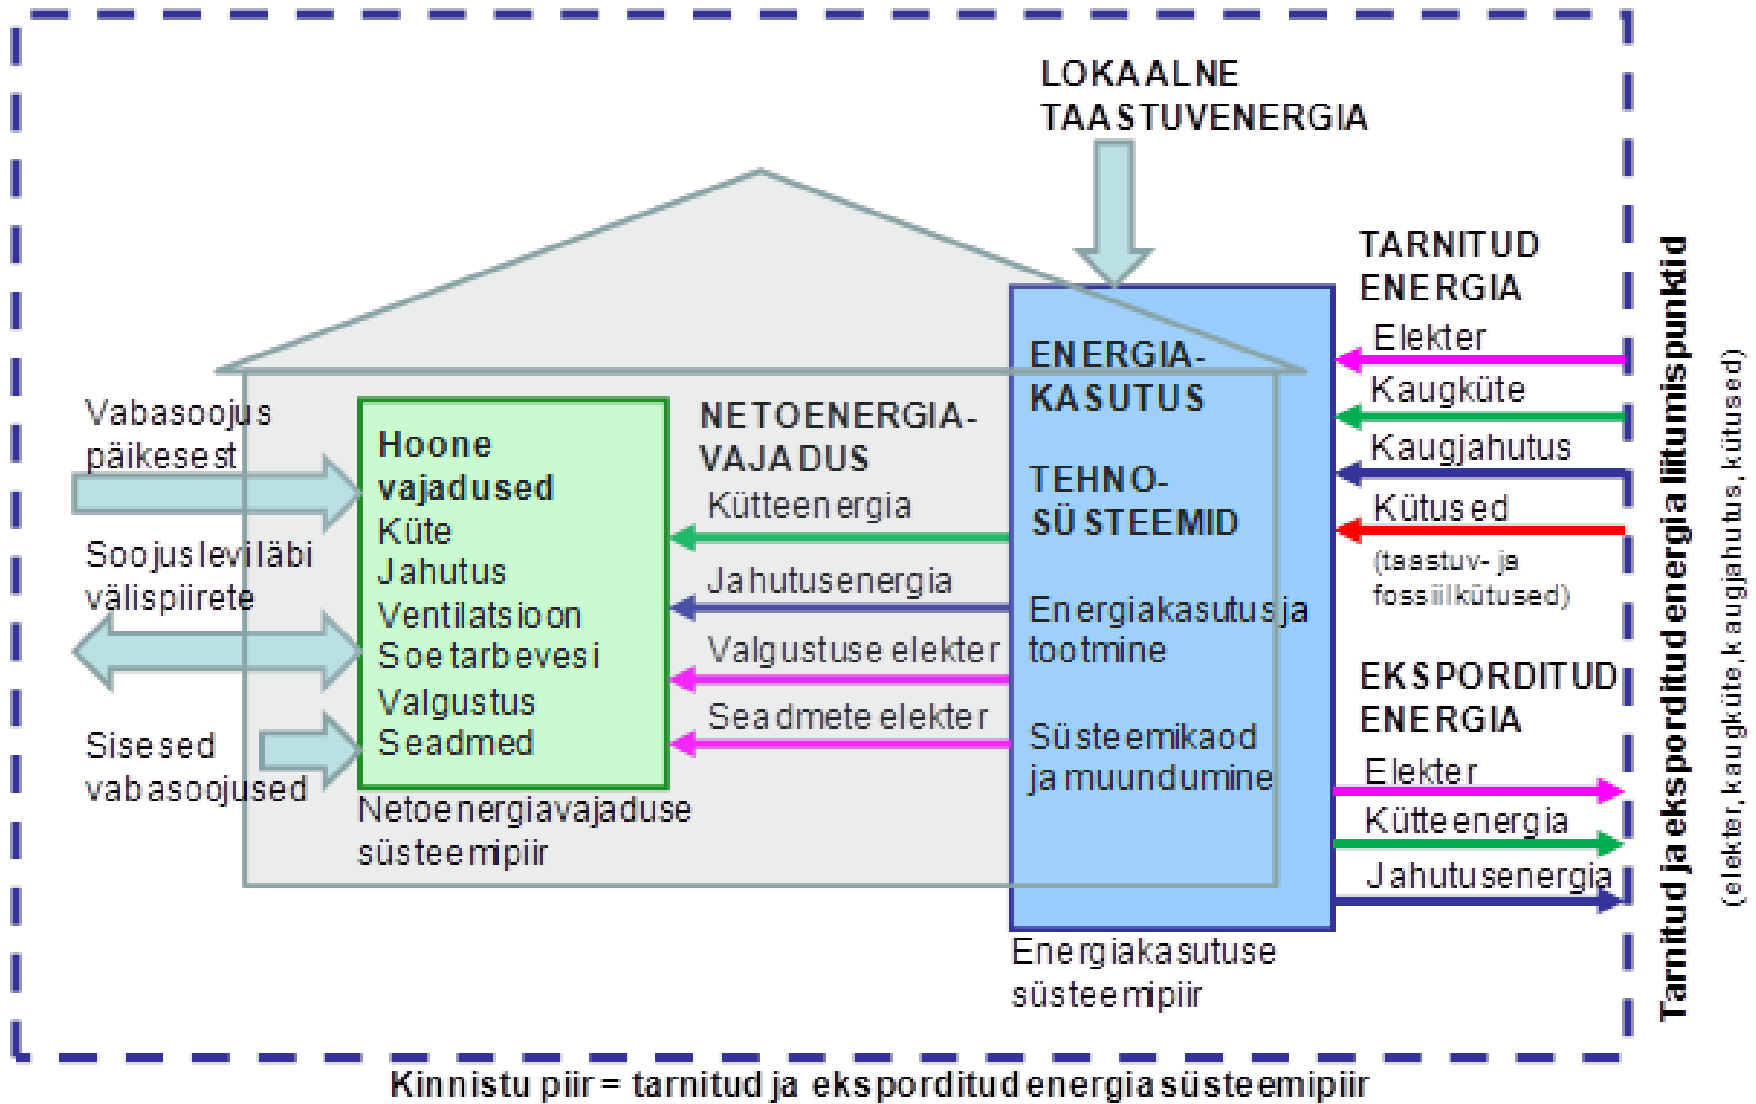 LOKAALNE
TAASTUVENERGIA
Vabasoojus
päikesest
Soojuslevi läbi
välispiirete
Sisesed
vabasoojused
Hoone
vajadused
Küte
Jahutus
Ventilatsioon
Soe tarbevesi
Valgustus
Seadmed
Netoenergiavajaduse
süsteemipiir
NETOENERGIA-
VAJADUS
Kütteenergia
Jahutusenergia
Valgustuse elekter
Seadmete elekter
ENERGIA-
KASUTUS
TEHNO-
SÜSTEEMID
Energiakasutus ja
tootmine
Süsteemikaod
ja muundumine
Energiakasutuse
süsteemipiir
TARNITUD
ENERGIA
Elekter
Kaugküte
Kaugjahutus
Kütused
(taastuv- ja
fossiilkütused)
EKSPORDITUD
ENERGIA
Elekter
Kütteenergia
Jahutusenergia
Tarnitud ja eksporditud energia liitumispunktid
(elekter, kaugküte, kaugjahutus, kütused)
Kinnistu piir = tarnitud ja eksporditud energia süsteemipiir